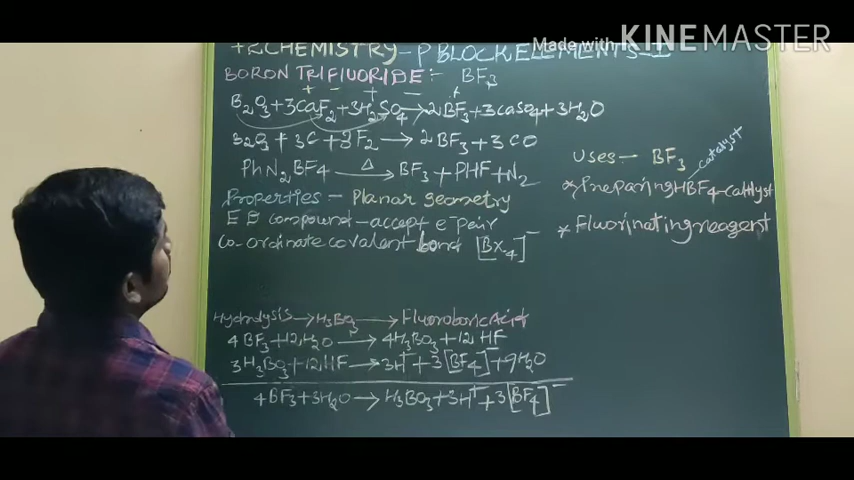 Made with KINEMASTER
+2 CHEMISTRY - P BLOCK ELEMENTS - I
BORON TRIFLUORIDE :- BF3
B2O3 + 3CaF2 + 3H2SO4 → 2BF3 + 3CaSO4 + 3H2O
B2O3 + 3C + 3F2 → 2BF3 + 3CO
PhN2BF4 —Δ→ BF3 + PHF + N2
Properties - Planar geometry
E D compound - accept e- pair
Co-ordinate covalent bond [BX4]-
Hydrolysis → H3BO3 → Fluoroboric Acid
4BF3 + 12H2O → 4H3BO3 + 12HF
3H3BO3 + 12HF → 3H+ + 3[BF4]- + 9H2O
4BF3 + 3H2O → H3BO3 + 3H+ + 3[BF4]-
Uses - BF3
catalyst
* Preparing HBF4 - catalyst
* Fluorinating reagent